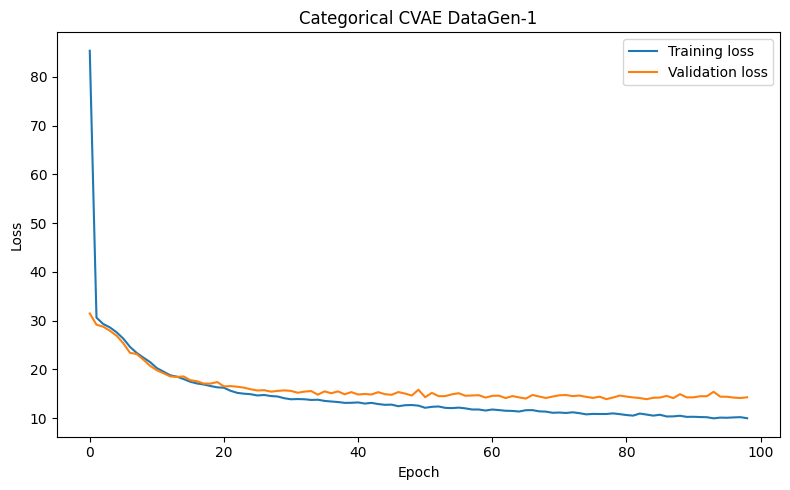 Categorical CVAE DataGen-1
Training loss
Validation loss
Loss
80
70
60
50
40
30
20
10
0
20
40
60
80
100
Epoch